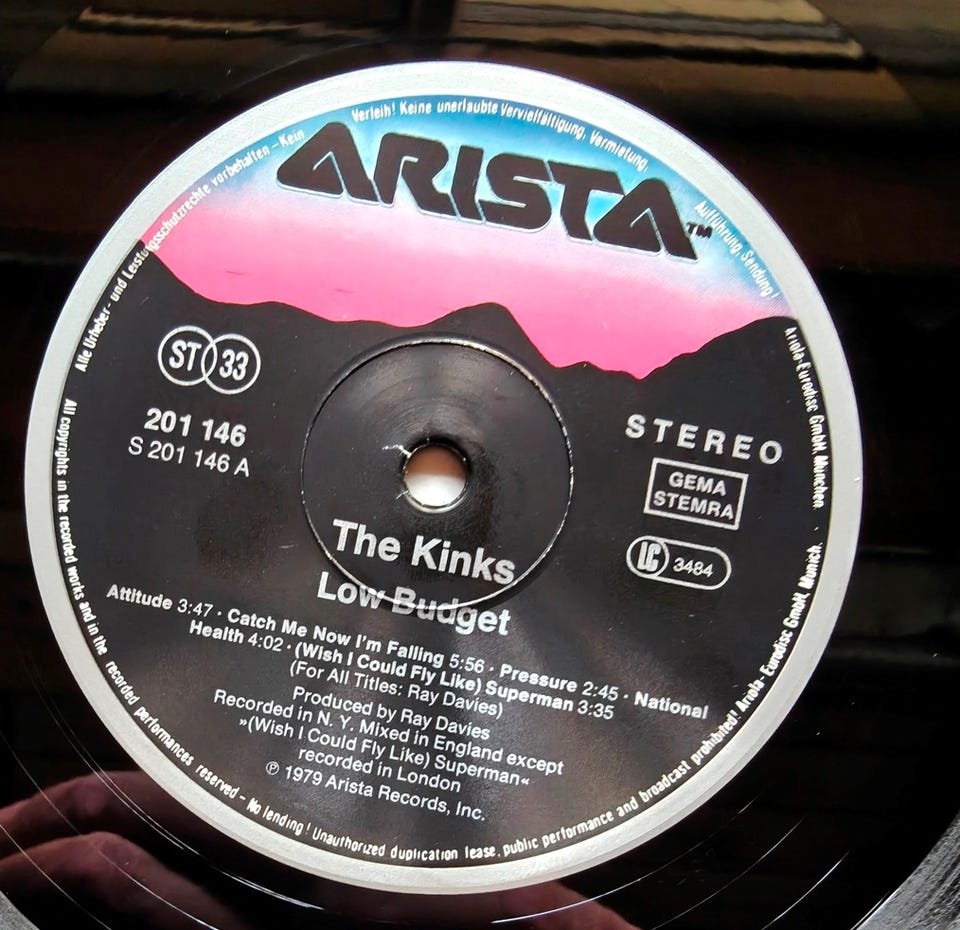 Alle Urheber- und Leistungsschutzrechte vorbehalten – Kein Verleih! Keine unerlaubte Vervielfältigung, Vermietung, Aufführung, Sendung!
ARISTA™
ST 33
201 146
S 201 146 A
STEREO
GEMA
STEMRA
LC 3484
The Kinks
Low Budget
Attitude 3:47 · Catch Me Now I'm Falling 5:56 · Pressure 2:45 · National
Health 4:02 · (Wish I Could Fly Like) Superman 3:35
(For All Titles: Ray Davies)
Produced by Ray Davies
Recorded in N. Y. Mixed in England except
»(Wish I Could Fly Like) Superman«
recorded in London
℗ 1979 Arista Records, Inc.
Ariola-Eurodisc GmbH, München.
All copyrights in the recorded works and in the recorded performances reserved – No lending! Unauthorized duplication lease, public performance and broadcast prohibited! Ariola-Eurodisc GmbH, Munich.